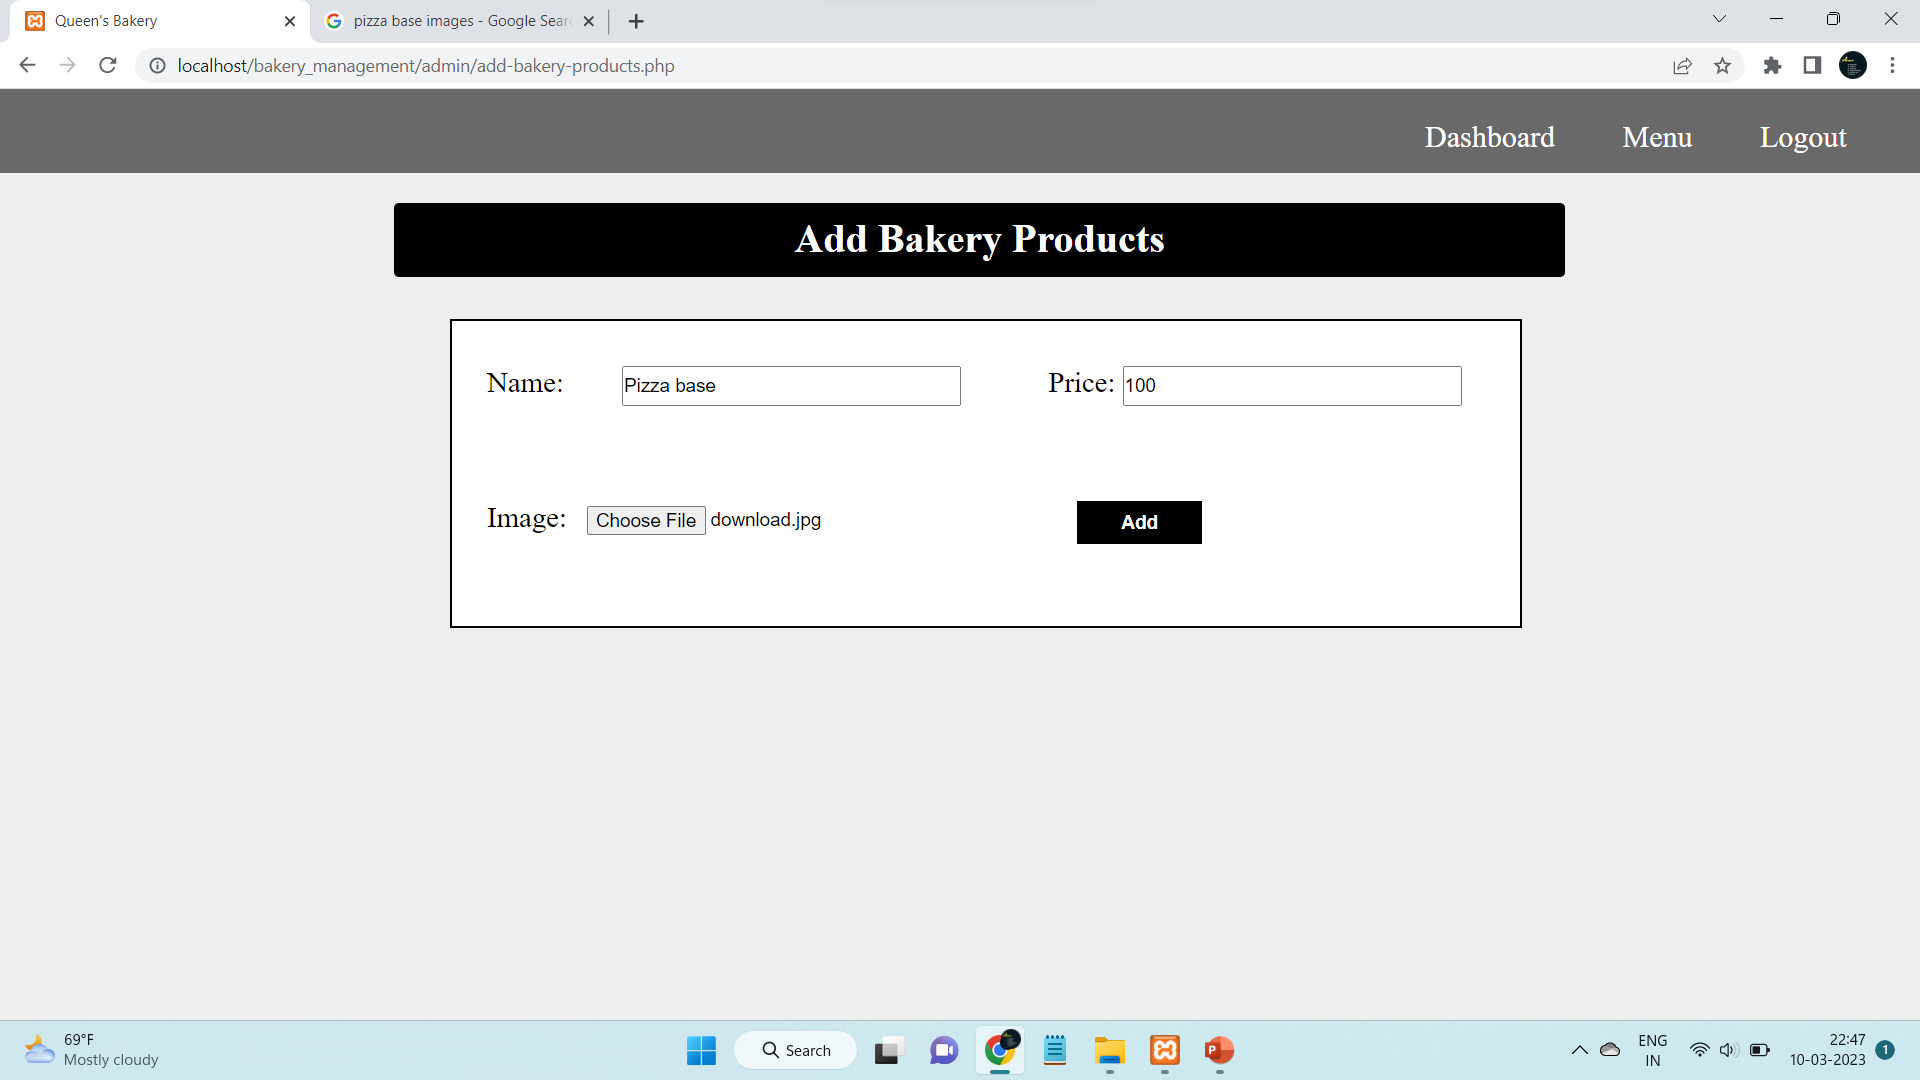 Queen's Bakery
pizza base images - Google Sear
localhost/bakery_management/admin/add-bakery-products.php
Dashboard Menu Logout
Add Bakery Products
Name: Pizza base Price: 100
Image: Choose File download.jpg Add
69°F
Mostly cloudy
Search
ENG
IN
22:47
10-03-2023
1